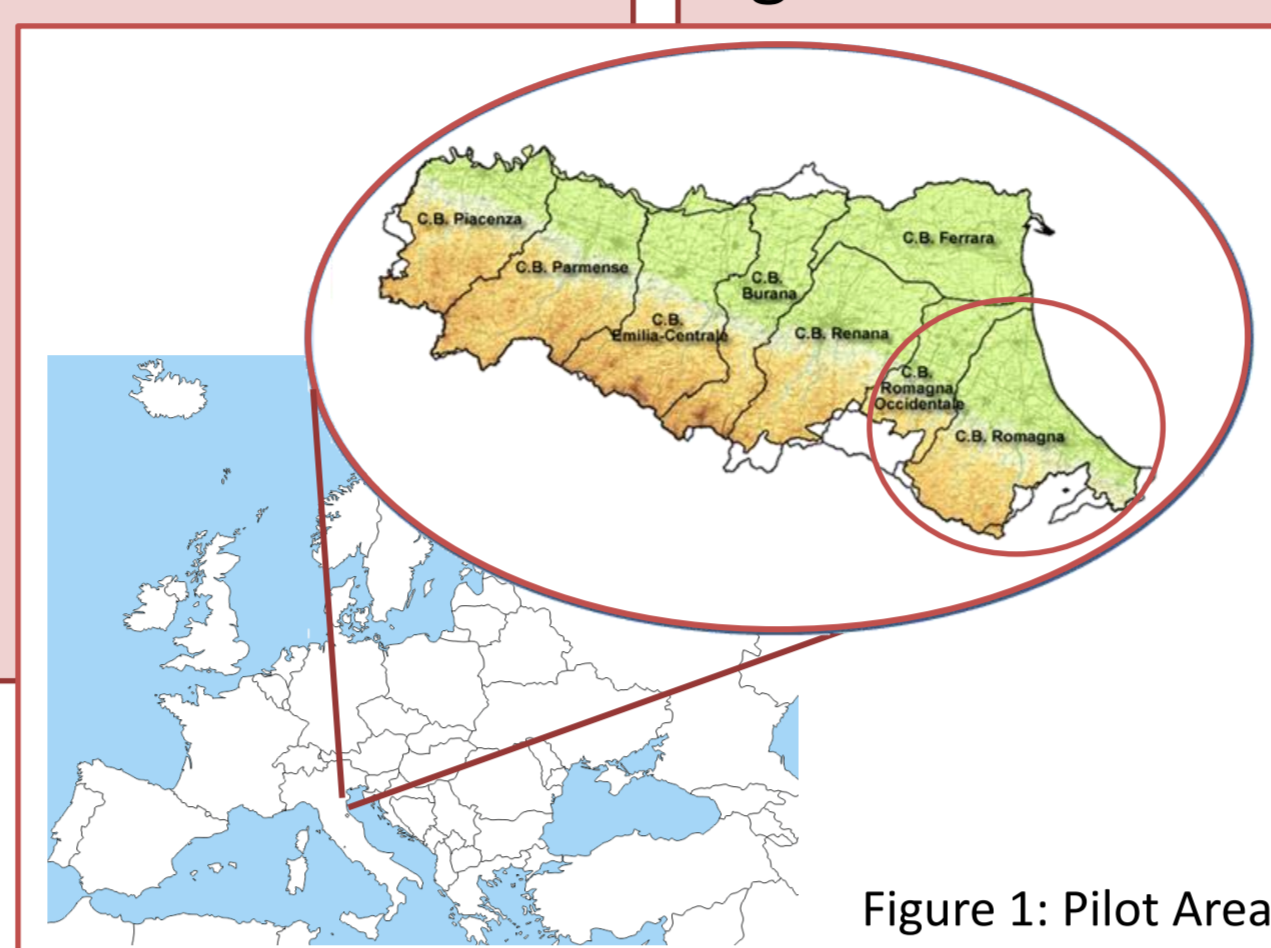 C.B. Piacenza
C.B. Ferrara
C.B. Parmense
C.B.
Burana
C.B.
Emilia-Centrale
C.B. Renana
C.B.
Romagna
Occidentale
C.B. Romagna
Figure 1: Pilot Area